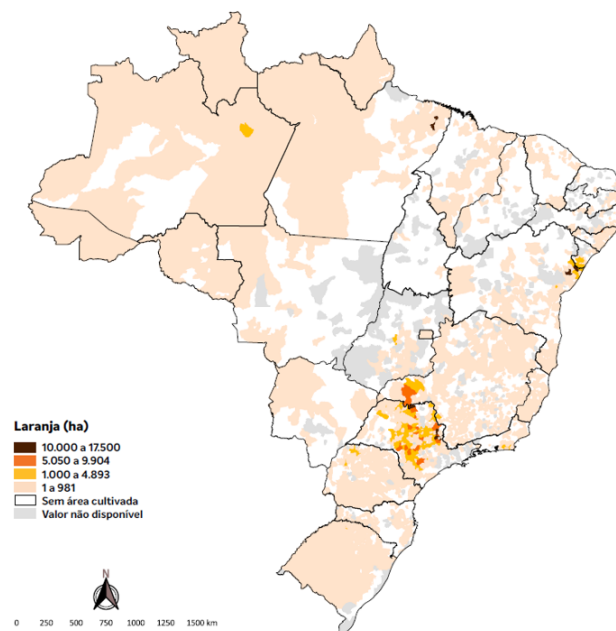 Laranja (ha)
10.000 a 17.500
5.050 a 9.904
1.000 a 4.893
1 a 981
Sem área cultivada
Valor não disponível
N
0 250 500 750 1000 1250 1500 km